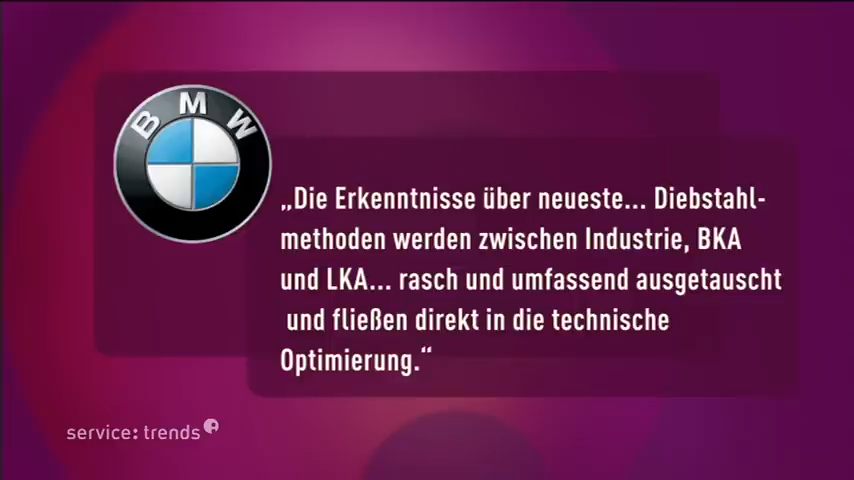 BMW
„Die Erkenntnisse über neueste... Diebstahl-
methoden werden zwischen Industrie, BKA
und LKA... rasch und umfassend ausgetauscht
und fließen direkt in die technische
Optimierung.“
service: trends